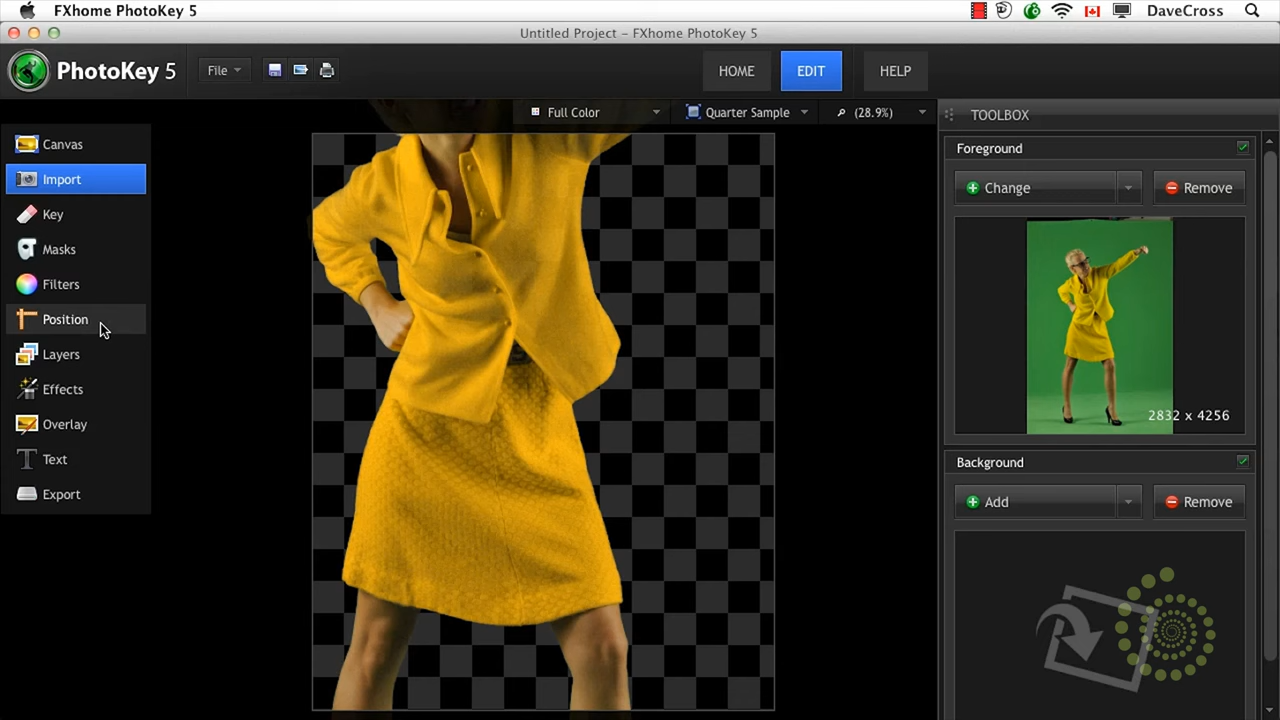 FXhome PhotoKey 5
DaveCross
Untitled Project – FXhome PhotoKey 5
PhotoKey 5
File
HOME
EDIT
HELP
Full Color
Quarter Sample
(28.9%)
TOOLBOX
Canvas
Import
Key
Masks
Filters
Position
Layers
Effects
Overlay
Text
Export
Foreground
Change
Remove
2832 x 4256
Background
Add
Remove